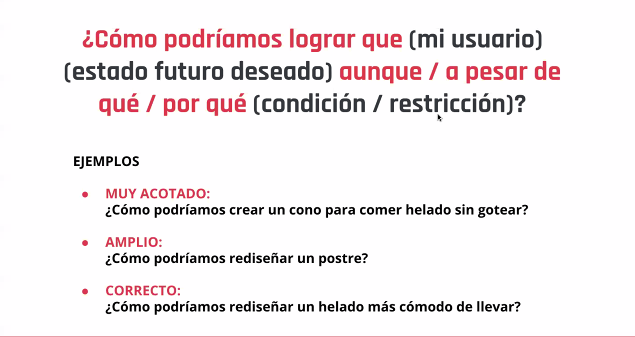 ¿Cómo podríamos lograr que (mi usuario)
(estado futuro deseado) aunque / a pesar de
qué / por qué (condición / restricción)?
EJEMPLOS
● MUY ACOTADO:
¿Cómo podríamos crear un cono para comer helado sin gotear?
● AMPLIO:
¿Cómo podríamos rediseñar un postre?
● CORRECTO:
¿Cómo podríamos rediseñar un helado más cómodo de llevar?